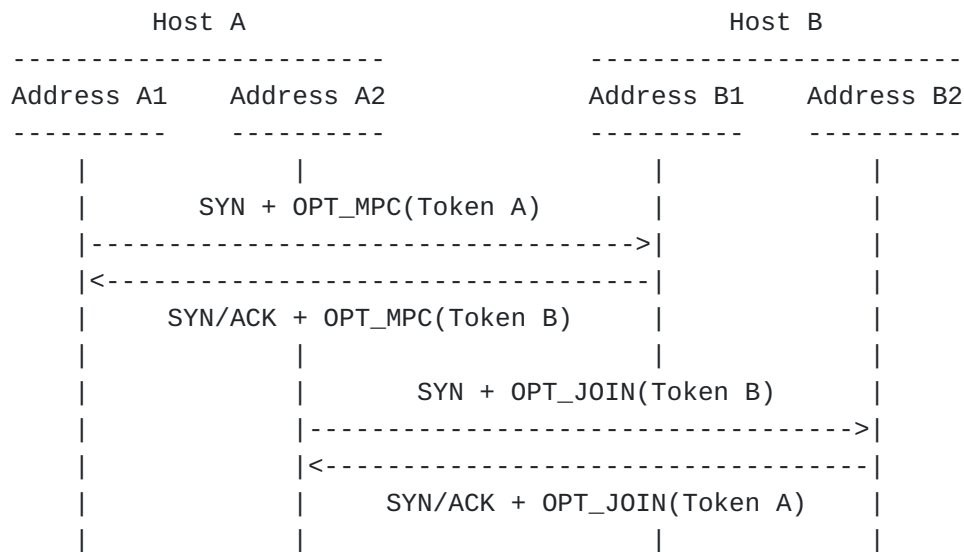 Host A                               Host B
------------------------             ------------------------
Address A1    Address A2             Address B1    Address B2
----------    ----------             ----------    ----------
    |             |                      |             |
    |       SYN + OPT_MPC(Token A)       |             |
    |----------------------------------->|             |
    |<-----------------------------------|             |
    |     SYN/ACK + OPT_MPC(Token B)     |             |
    |             |                      |             |
    |             |       SYN + OPT_JOIN(Token B)      |
    |             |----------------------------------->|
    |             |<-----------------------------------|
    |             |     SYN/ACK + OPT_JOIN(Token A)    |
    |             |                      |             |